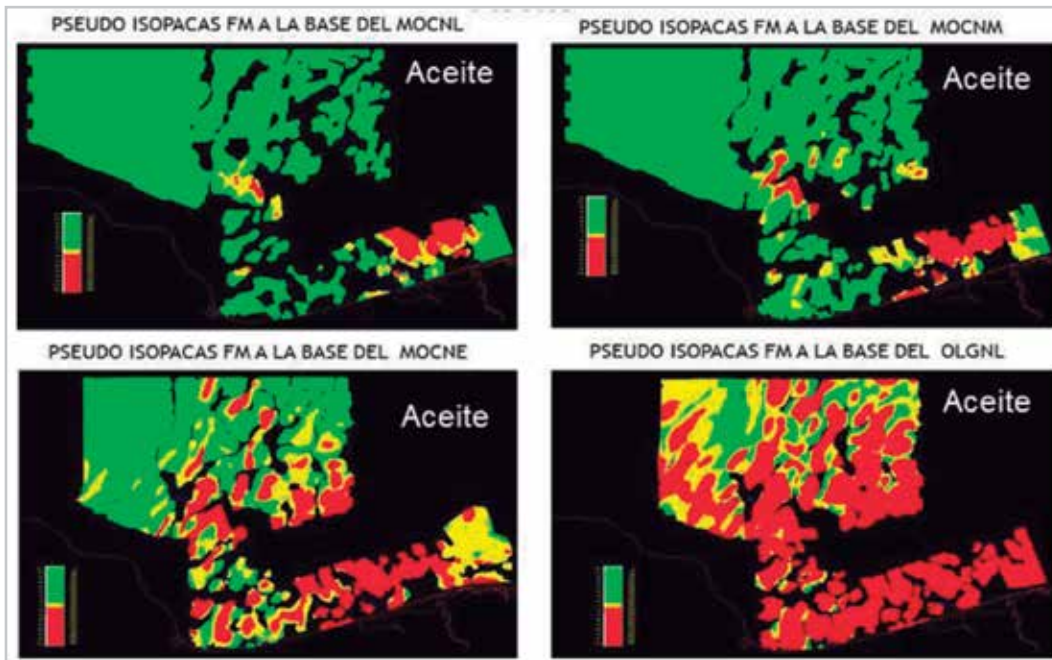 PSEUDO ISOPACAS FM A LA BASE DEL MOCNL
Aceite
PSEUDO ISOPACAS FM A LA BASE DEL MOCNM
Aceite
PSEUDO ISOPACAS FM A LA BASE DEL MOCNE
Aceite
PSEUDO ISOPACAS FM A LA BASE DEL OLGNL
Aceite